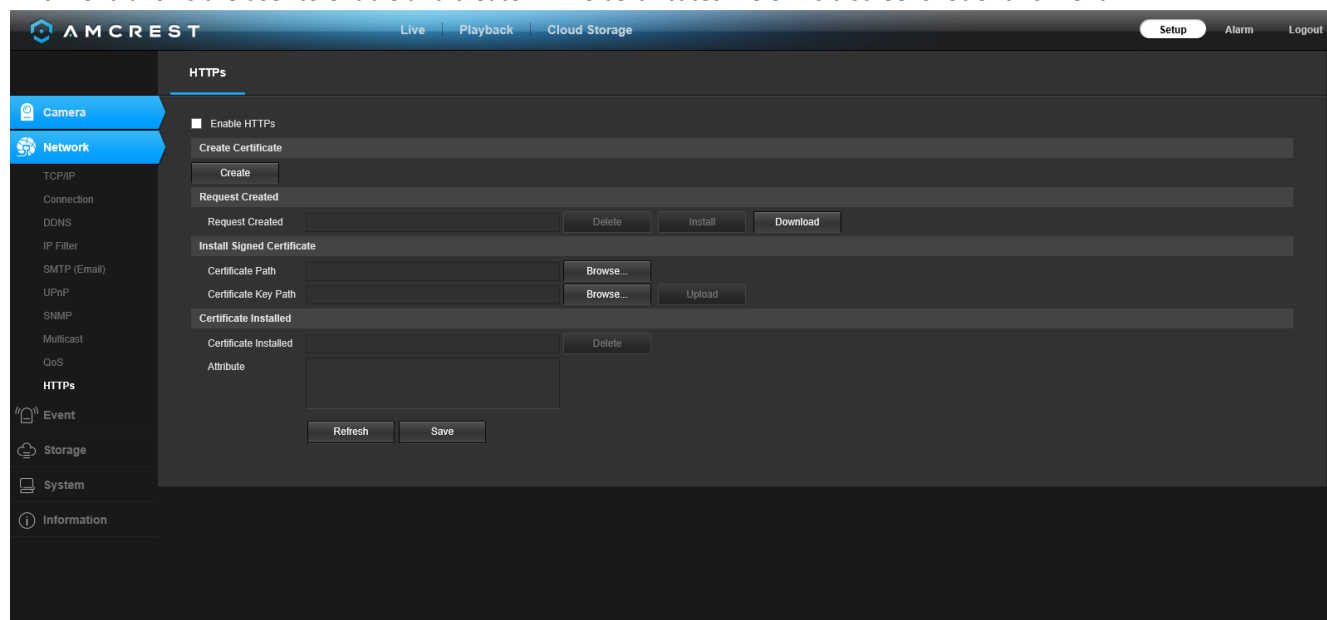 AMCREST
Live Playback Cloud Storage
Setup Alarm Logout
HTTPs
Camera
Network
TCP/IP
Connection
DDNS
IP Filter
SMTP (Email)
UPnP
SNMP
Multicast
QoS
HTTPs
Event
Storage
System
Information
Enable HTTPs
Create Certificate
Create
Request Created
Request Created Delete Install Download
Install Signed Certificate
Certificate Path Browse...
Certificate Key Path Browse... Upload
Certificate Installed
Certificate Installed Delete
Attribute
Refresh Save